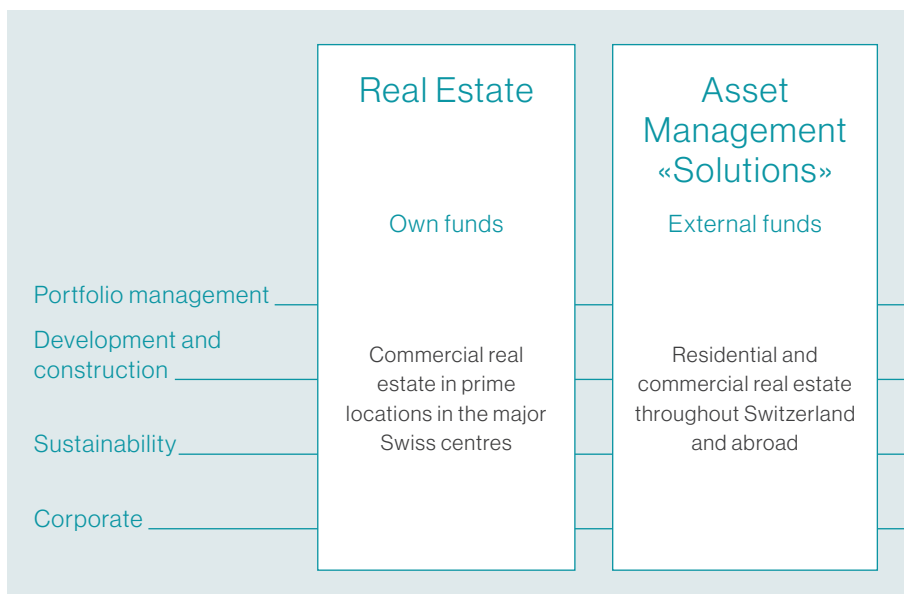 Real Estate
Own funds
Commercial real
estate in prime
locations in the major
Swiss centres
Asset
Management
«Solutions»
External funds
Residential and
commercial real estate
throughout Switzerland
and abroad
Portfolio management
Development and
construction
Sustainability
Corporate